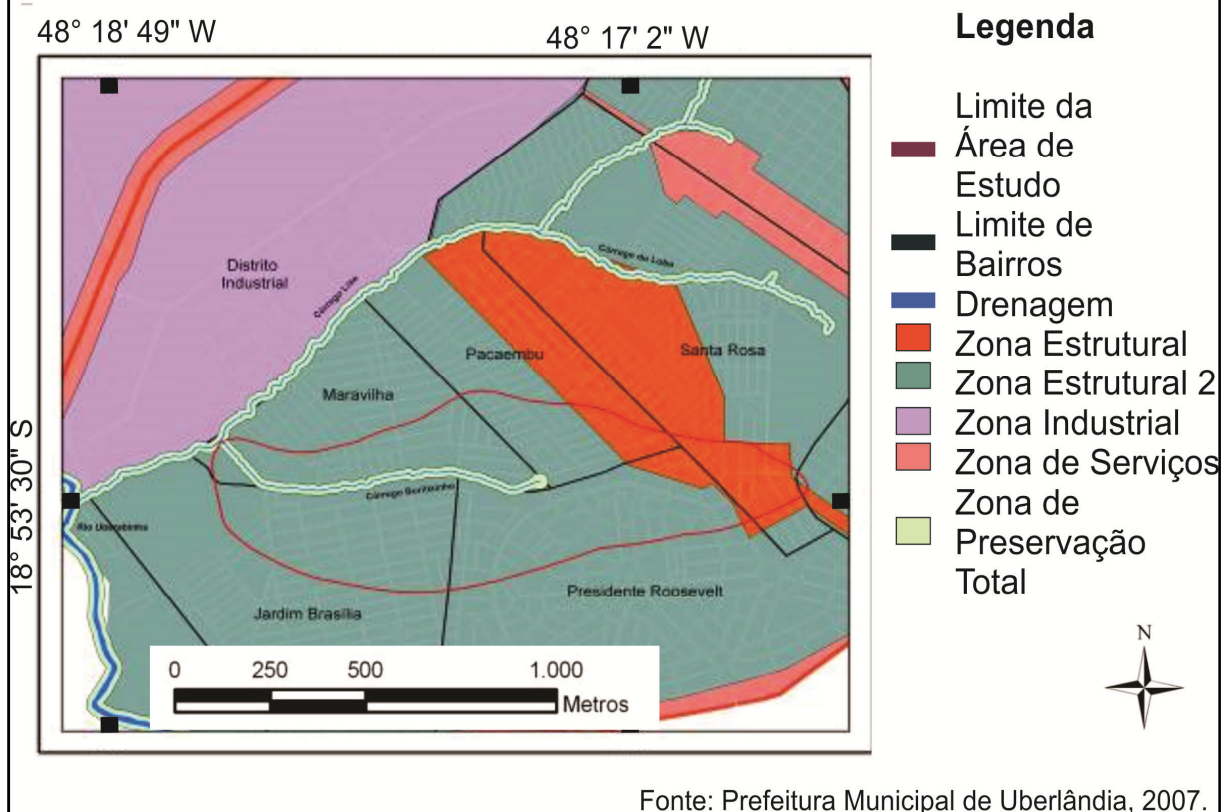 48° 18' 49" W
48° 17' 2" W
18° 53' 30" S
Distrito
Industrial
Córrego Lobo
Córrego do Lobo
Pacaembu
Santa Rosa
Maravilha
Córrego Buritizinho
Rio Uberabinha
Presidente Roosevelt
Jardim Brasília
0 250 500 1.000
Metros
Legenda
Limite da
Área de
Estudo
Limite de
Bairros
Drenagem
Zona Estrutural
Zona Estrutural 2
Zona Industrial
Zona de Serviços
Zona de
Preservação
Total
N
Fonte: Prefeitura Municipal de Uberlândia, 2007.